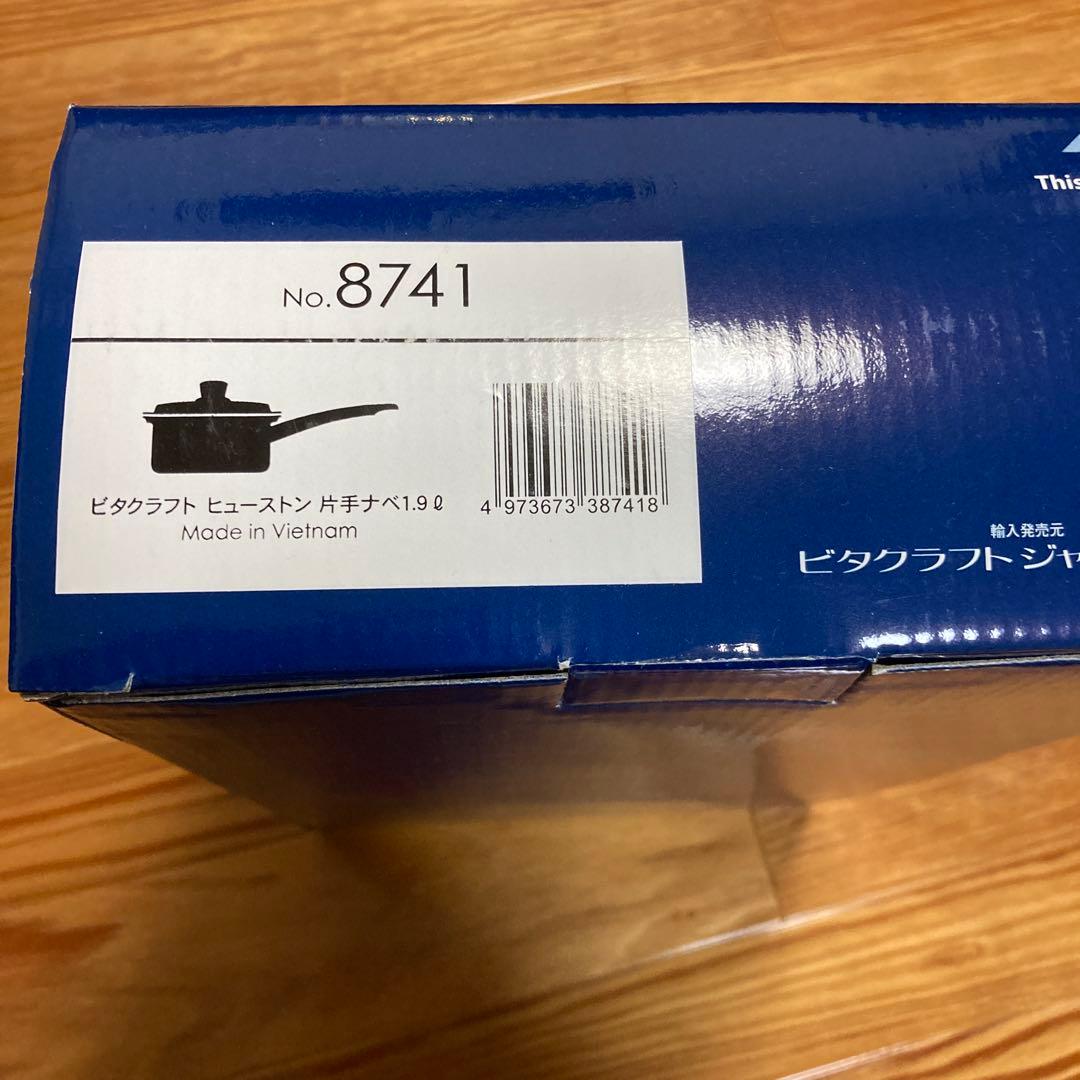 This
No.8741
ビタクラフト ヒューストン 片手ナベ1.9ℓ
Made in Vietnam
4 973673 387418
輸入発売元
ビタクラフトジャ